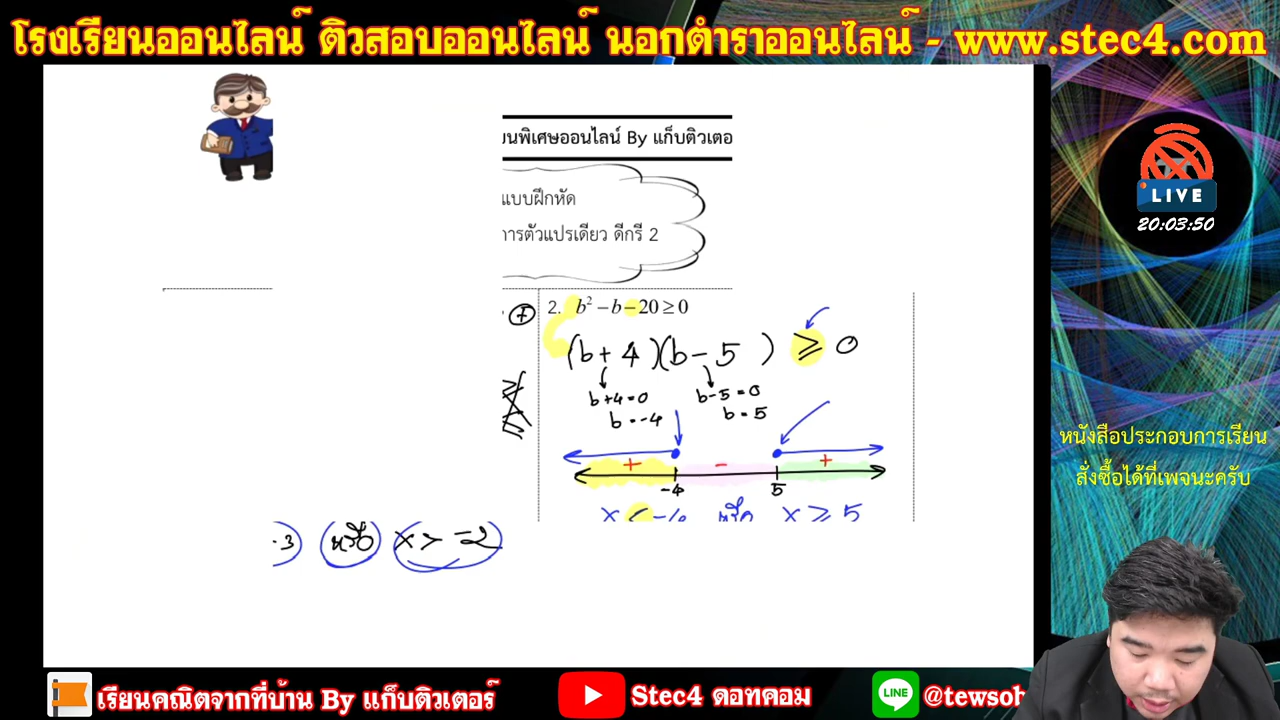 โรงเรียนออนไลน์ ติวสอบออนไลน์ นอกตำราออนไลน์ - www.stec4.com
ยนพิเศษออนไลน์ By แก็บติวเตอ
แบบฝึกหัด
การตัวแปรเดียว ดีกรี 2
LIVE
20:03:50
+
2. b² − b − 20 ≥ 0
(b + 4)(b − 5) ≥ 0
b+4=0 b−5=0
b=−4 b=5
+ − +
−4 5
x หรือ x ≥ 5
3 หรือ x > −2
หนังสือประกอบการเรียน
สั่งซื้อได้ที่เพจนะครับ
เรียนคณิตจากที่บ้าน By แก็บติวเตอร์
Stec4 ดอทคอม
LINE
@tewsob